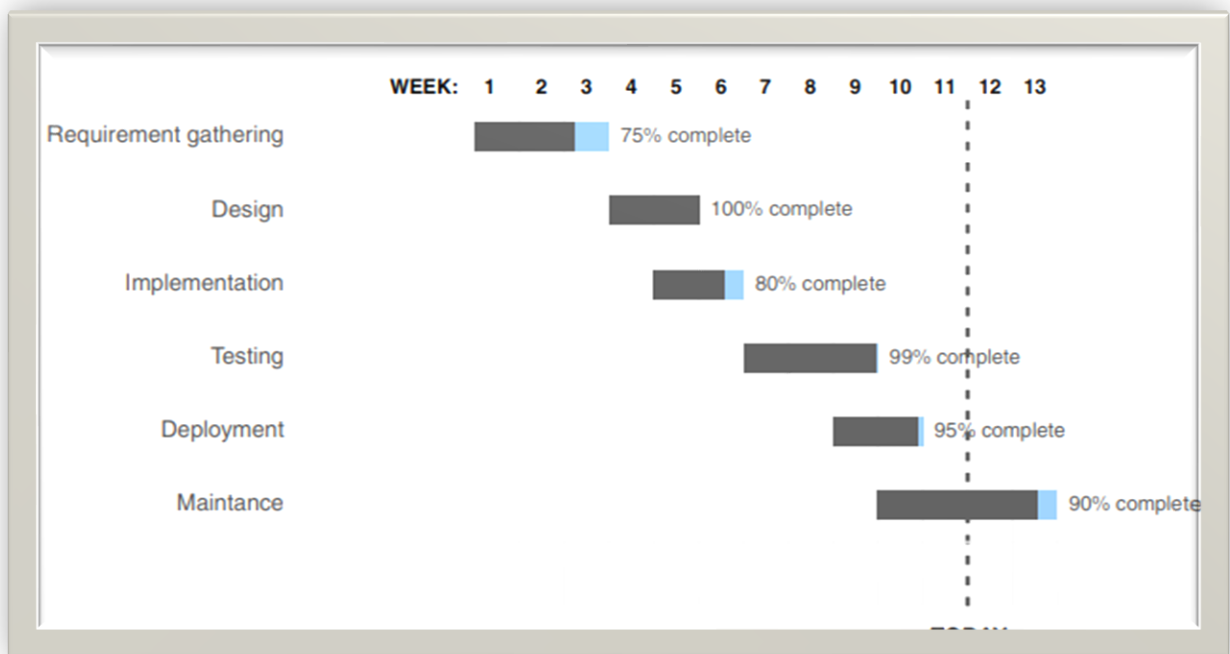 WEEK: 1 2 3 4 5 6 7 8 9 10 11 12 13
Requirement gathering 75% complete
Design 100% complete
Implementation 80% complete
Testing 99% complete
Deployment 95% complete
Maintance 90% complete